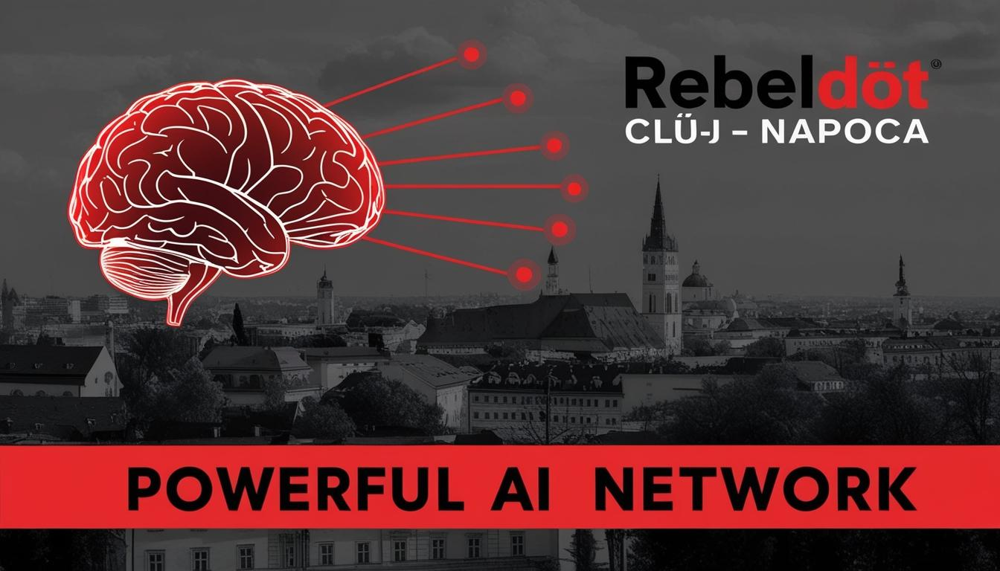 Rebeldöt
CLŰ-J – NAPOCA
POWERFUL AI NETWORK